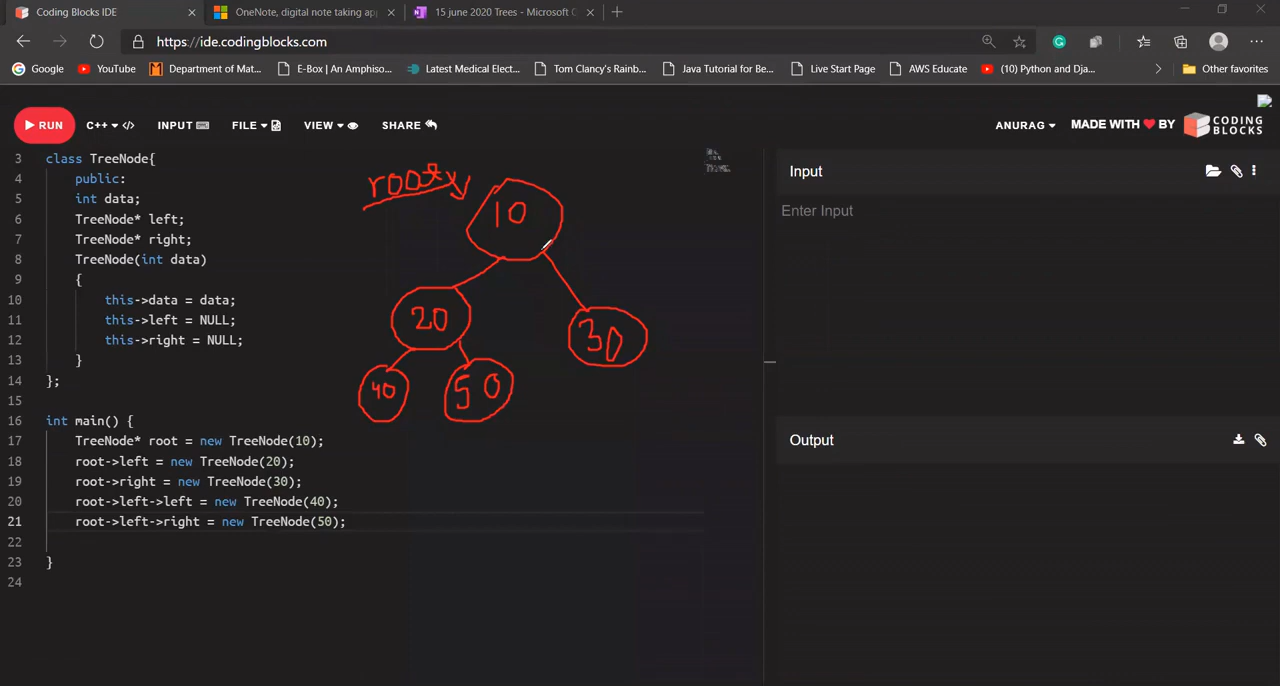 Coding Blocks IDE
OneNote, digital note taking ap
15 june 2020 Trees - Microsoft
https://ide.codingblocks.com
Google
YouTube
Department of Mat...
E-Box | An Amphiso...
Latest Medical Elect...
Tom Clancy's Rainb...
Java Tutorial for Be...
Live Start Page
AWS Educate
(10) Python and Dja...
Other favorites
RUN
C++
INPUT
FILE
VIEW
SHARE
ANURAG
MADE WITH ❤ BY
CODING
BLOCKS
3 class TreeNode{
4 public:
5 int data;
6 TreeNode* left;
7 TreeNode* right;
8 TreeNode(int data)
9 {
10 this->data = data;
11 this->left = NULL;
12 this->right = NULL;
13 }
14 };
15
16 int main() {
17 TreeNode* root = new TreeNode(10);
18 root->left = new TreeNode(20);
19 root->right = new TreeNode(30);
20 root->left->left = new TreeNode(40);
21 root->left->right = new TreeNode(50);
22
23 }
24
root
10
20
30
40
50
Input
Enter Input
Output